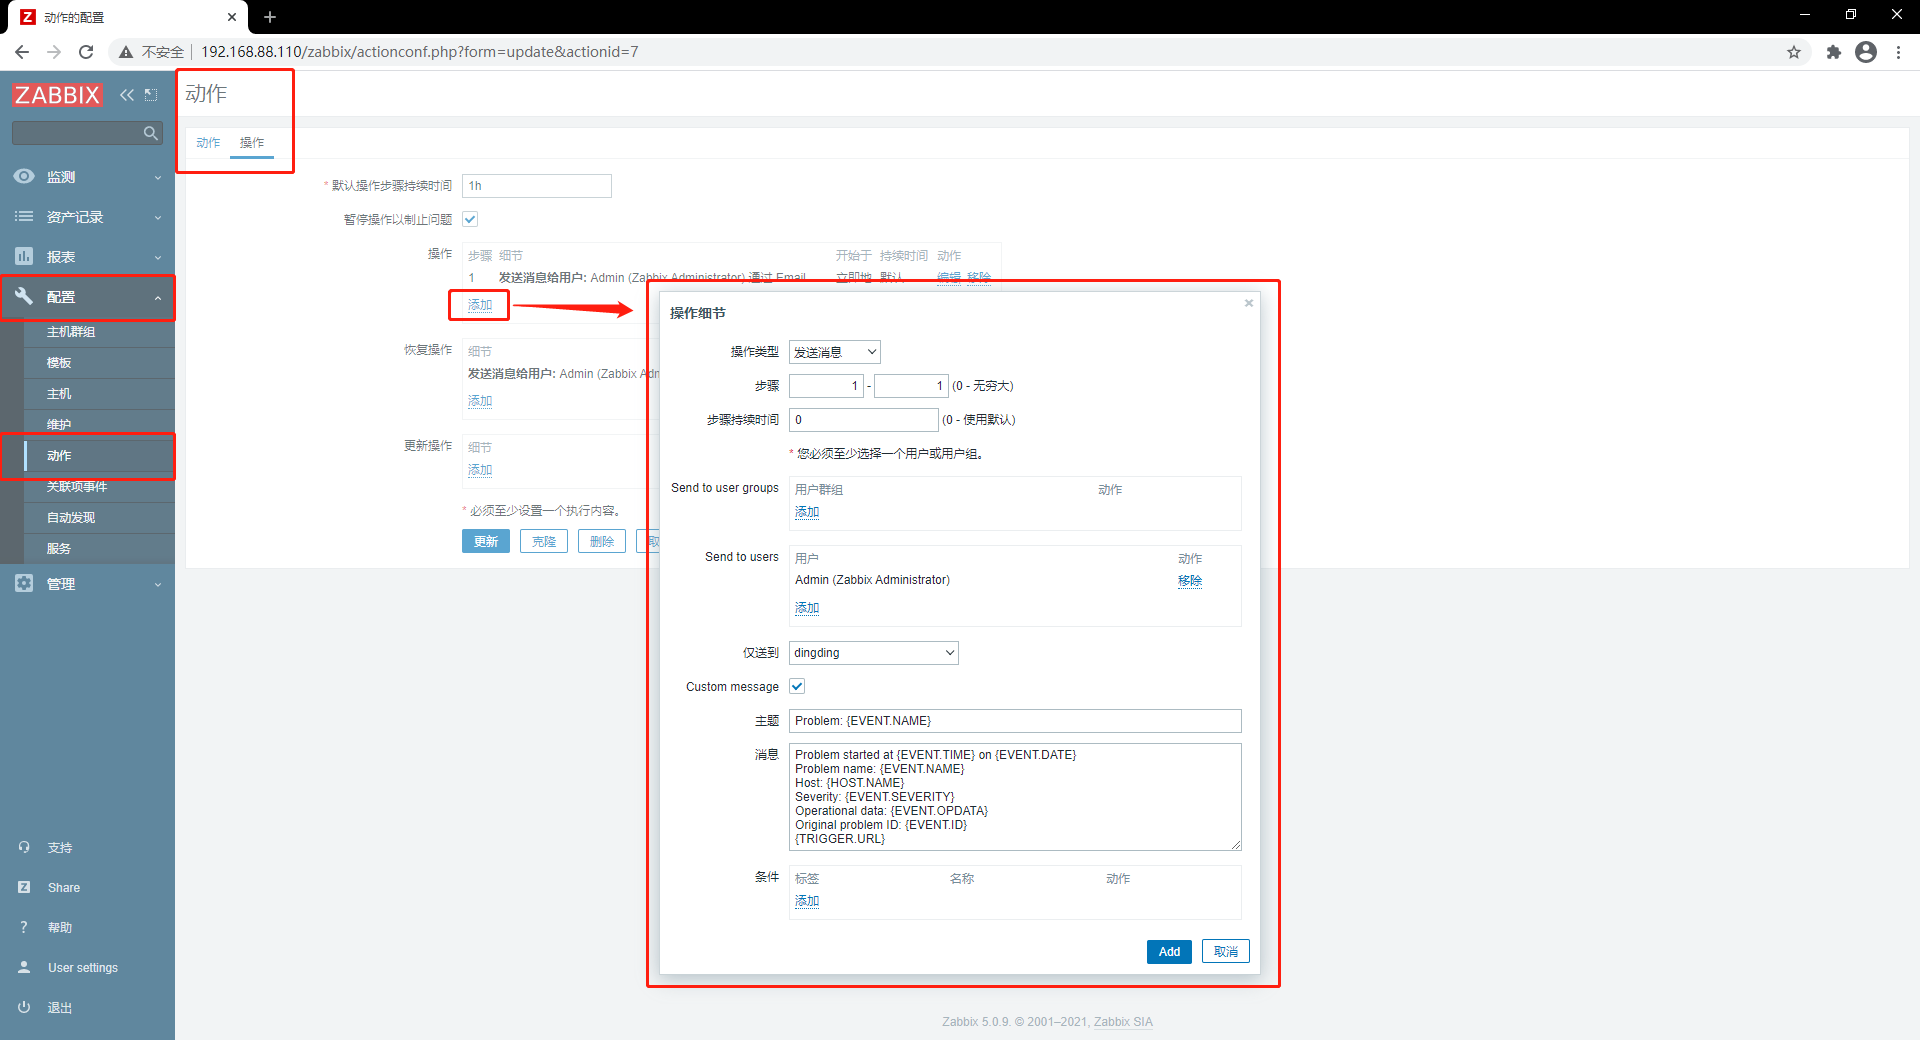 动作的配置
不安全 192.168.88.110/zabbix/actionconf.php?form=update&actionid=7
ZABBIX
监测
资产记录
报表
配置
主机群组
模板
主机
维护
动作
关联项事件
自动发现
服务
管理
支持
Share
帮助
User settings
退出
动作
动作 操作
* 默认操作步骤持续时间 1h
暂停操作以制止问题
操作 步骤 细节 开始于 持续时间 动作
1 发送消息给用户: Admin (Zabbix Administrator) 通过 Email 立即地 默认 编辑 移除
添加
恢复操作 细节
发送消息给用户: Admin (Zabbix
添加
更新操作 细节
添加
* 必须至少设置一个执行内容。
更新 克隆 删除
操作细节
操作类型 发送消息
步骤 1 - 1 (0 - 无穷大)
步骤持续时间 0 (0 - 使用默认)
* 您必须至少选择一个用户或用户组。
Send to user groups 用户群组 动作
添加
Send to users 用户 动作
Admin (Zabbix Administrator) 移除
添加
仅送到 dingding
Custom message
主题 Problem: {EVENT.NAME}
消息 Problem started at {EVENT.TIME} on {EVENT.DATE}
Problem name: {EVENT.NAME}
Host: {HOST.NAME}
Severity: {EVENT.SEVERITY}
Operational data: {EVENT.OPDATA}
Original problem ID: {EVENT.ID}
{TRIGGER.URL}
条件 标签 名称 动作
添加
Add 取消
Zabbix 5.0.9. © 2001–2021, Zabbix SIA